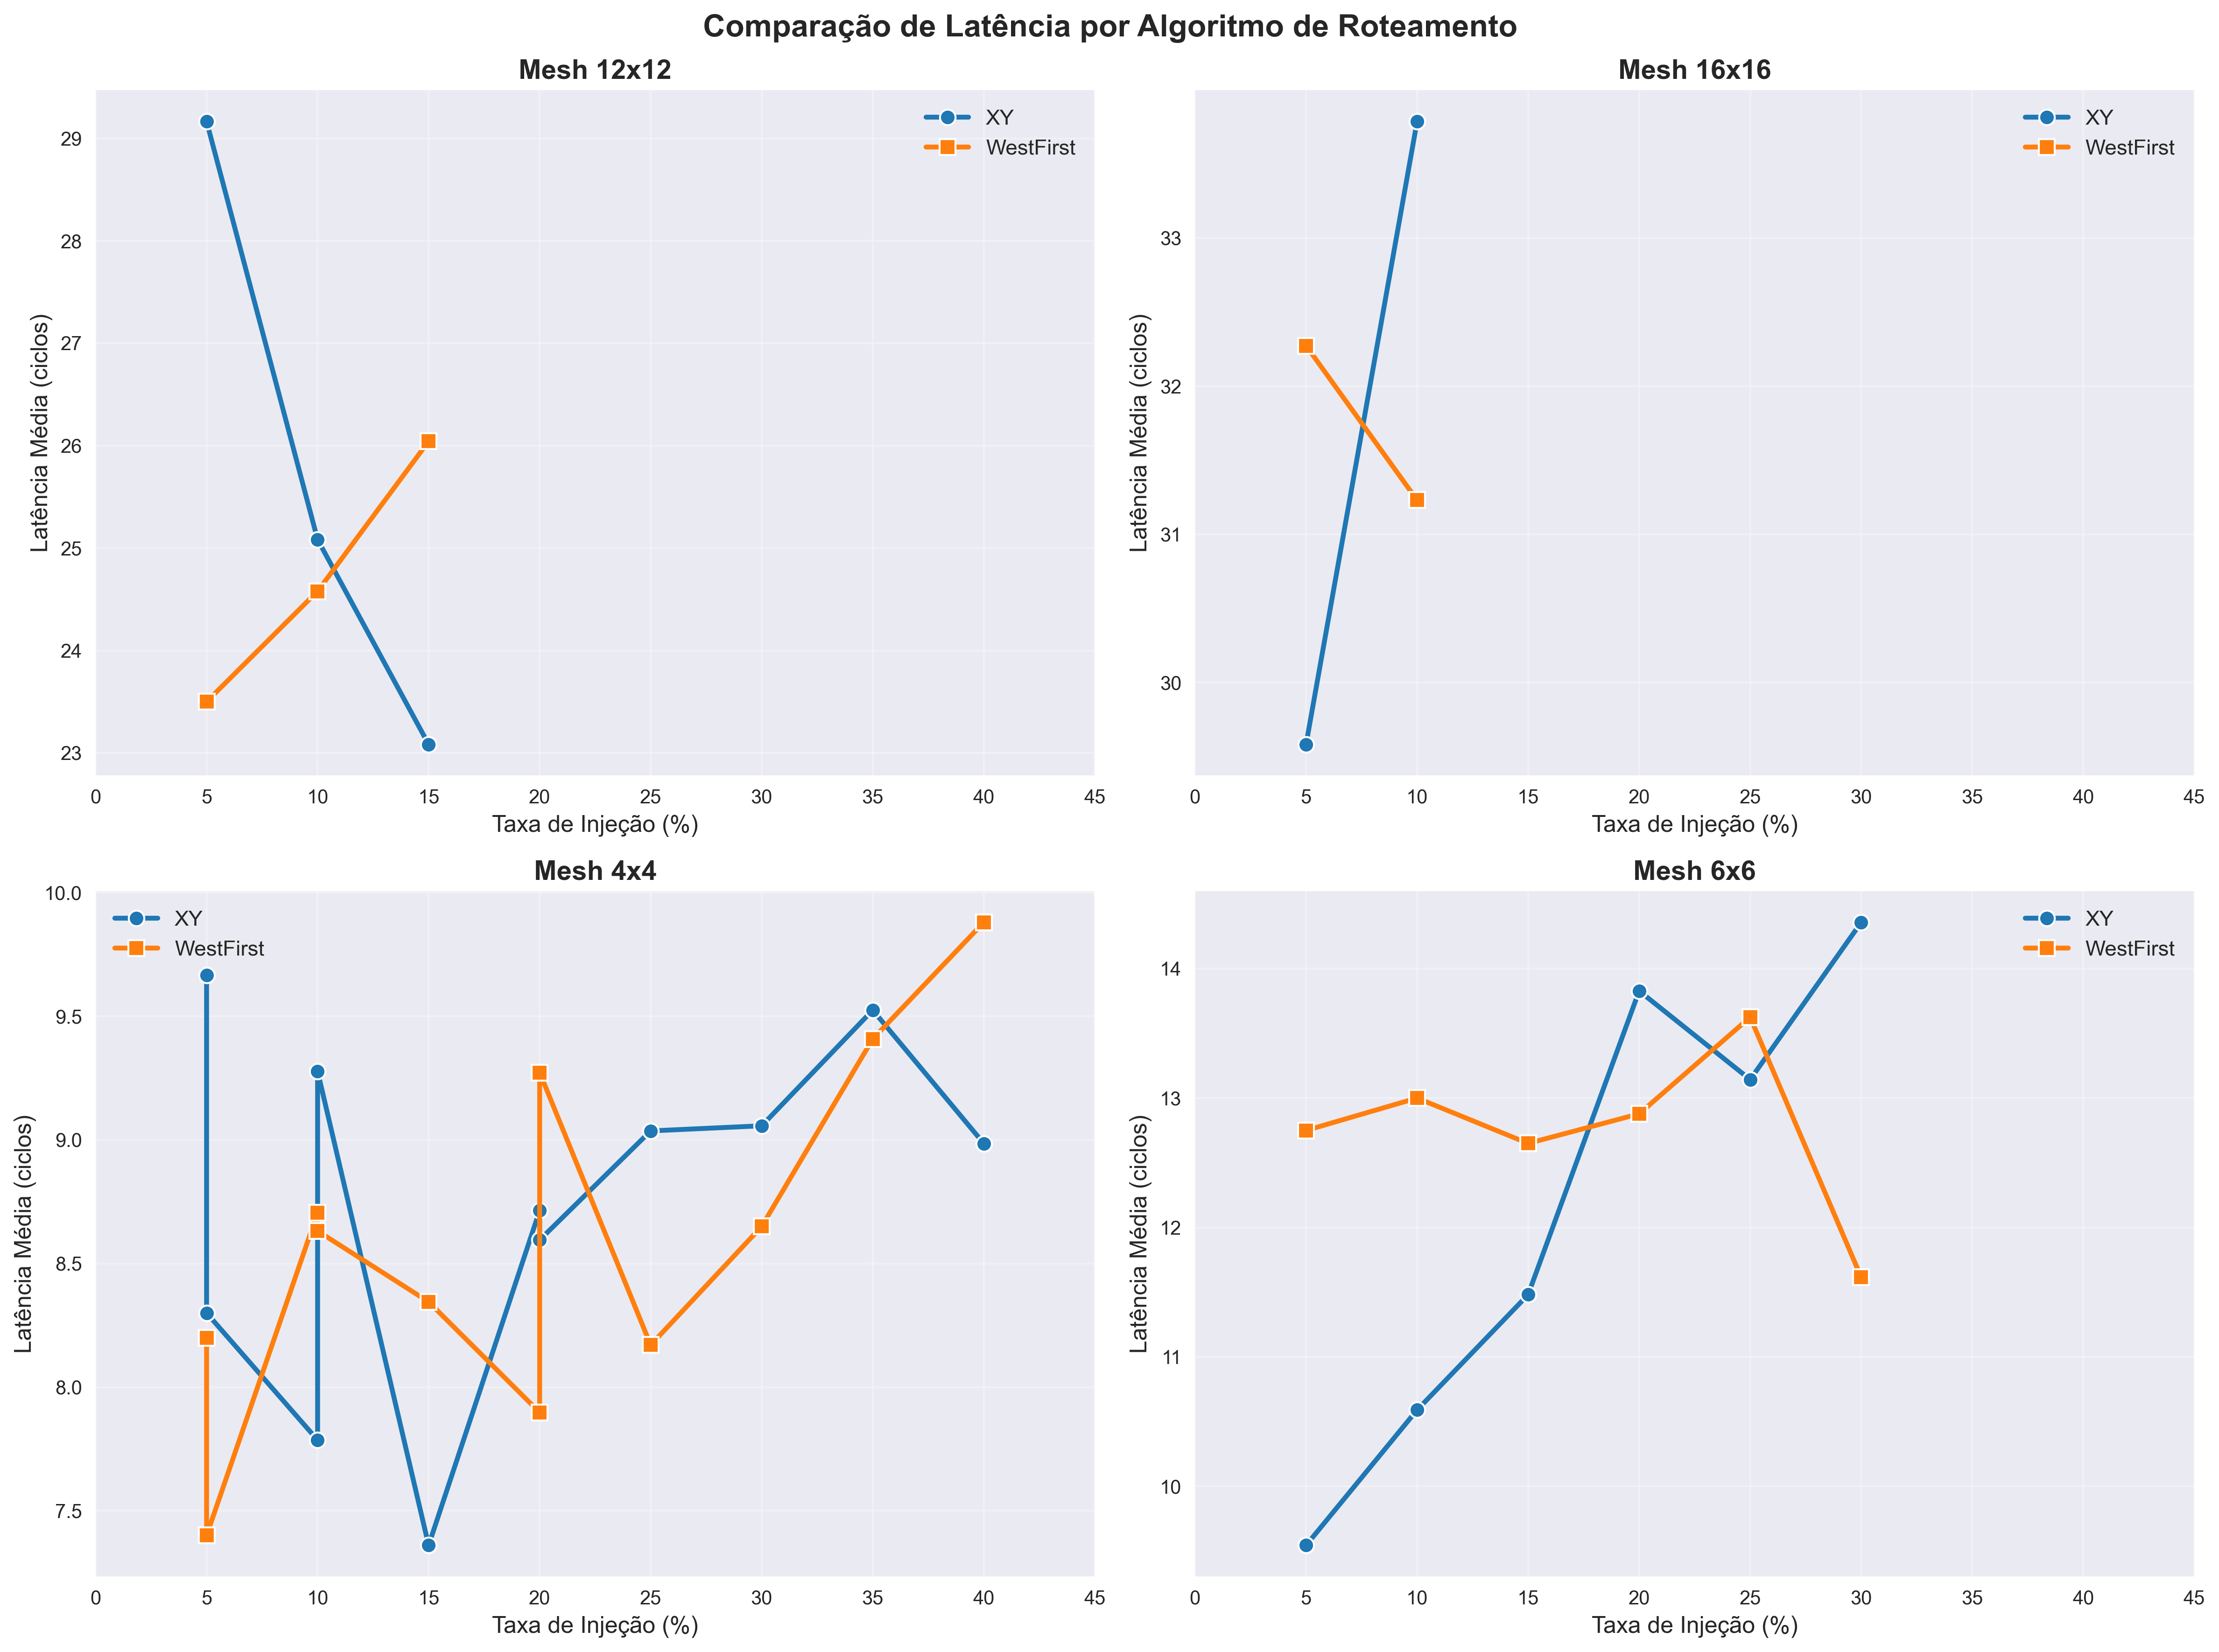 Comparação de Latência por Algoritmo de Roteamento
Mesh 12x12
XY
WestFirst
29
28
27
26
25
24
23
Latência Média (ciclos)
0 5 10 15 20 25 30 35 40 45
Taxa de Injeção (%)
Mesh 16x16
XY
WestFirst
33
32
31
30
Latência Média (ciclos)
0 5 10 15 20 25 30 35 40 45
Taxa de Injeção (%)
Mesh 4x4
XY
WestFirst
10.0
9.5
9.0
8.5
8.0
7.5
Latência Média (ciclos)
0 5 10 15 20 25 30 35 40 45
Taxa de Injeção (%)
Mesh 6x6
XY
WestFirst
14
13
12
11
10
Latência Média (ciclos)
0 5 10 15 20 25 30 35 40 45
Taxa de Injeção (%)